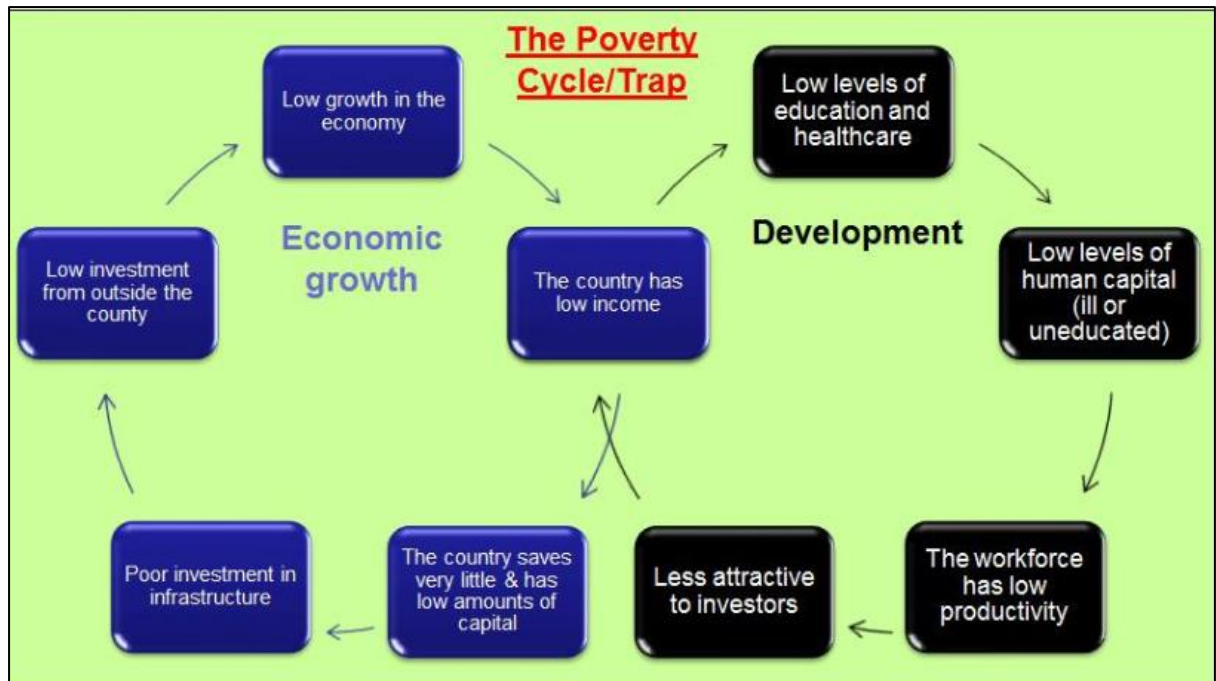 The Poverty
Cycle/Trap
Low growth in the
economy
Low levels of
education and
healthcare
Economic
growth
Development
Low investment
from outside the
county
The country has
low income
Low levels of
human capital
(ill or
uneducated)
Poor investment in
infrastructure
The country saves
very little & has
low amounts of
capital
Less attractive
to investors
The workforce
has low
productivity